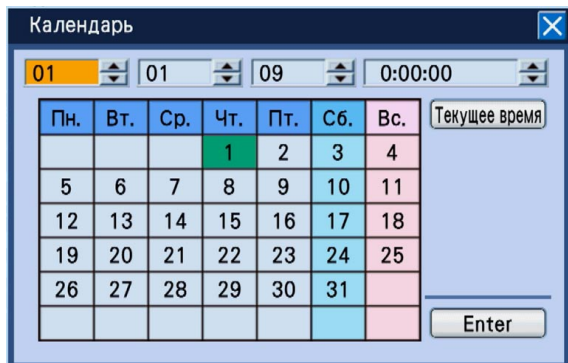 Календарь
01 01 09 0:00:00
Пн. Вт. Ср. Чт. Пт. Сб. Вс. Текущее время
1 2 3 4
5 6 7 8 9 10 11
12 13 14 15 16 17 18
19 20 21 22 23 24 25
26 27 28 29 30 31
Enter